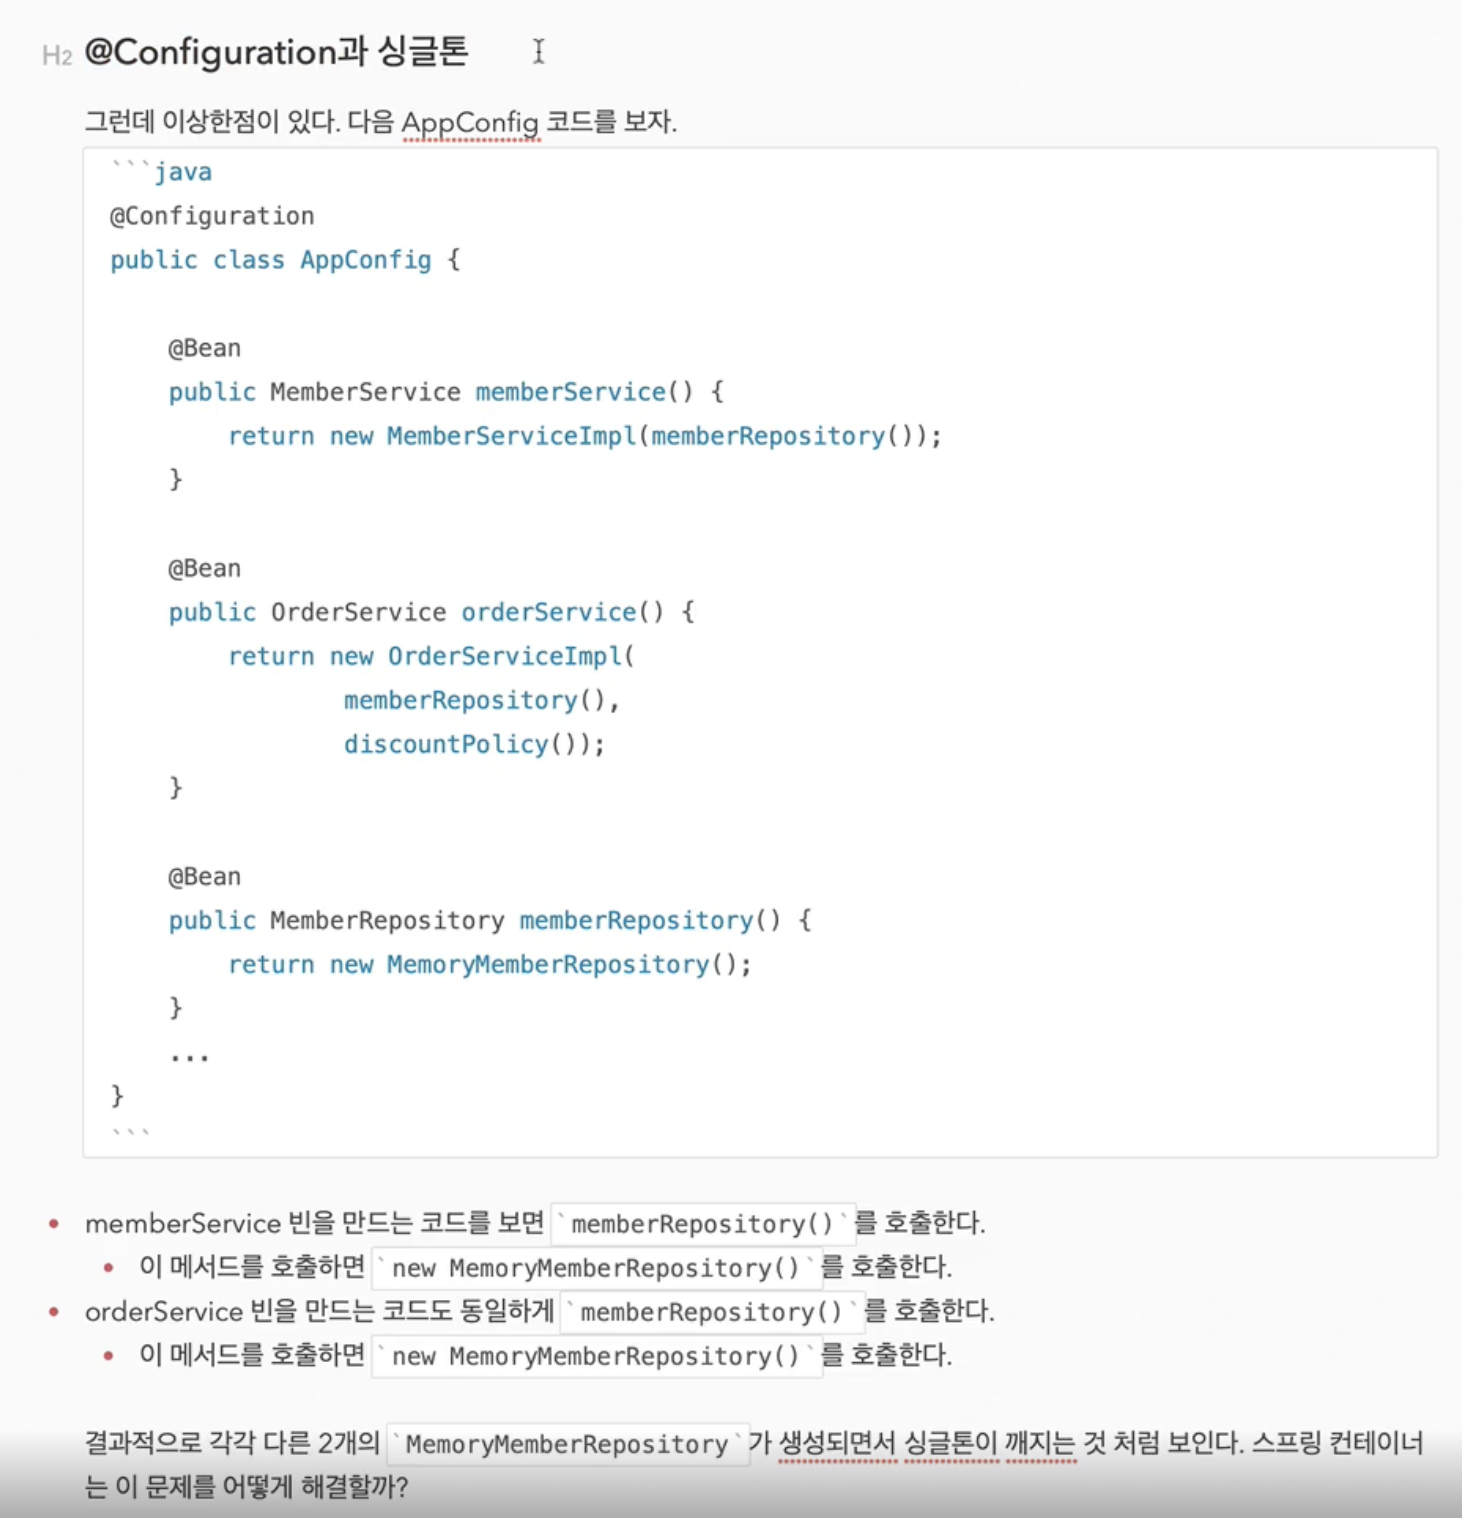 H2 @Configuration과 싱글톤
그런데 이상한점이 있다. 다음 AppConfig 코드를 보자.
```java
@Configuration
public class AppConfig {
@Bean
public MemberService memberService() {
return new MemberServiceImpl(memberRepository());
}
@Bean
public OrderService orderService() {
return new OrderServiceImpl(
memberRepository(),
discountPolicy());
}
@Bean
public MemberRepository memberRepository() {
return new MemoryMemberRepository();
}
...
}
```
• memberService 빈을 만드는 코드를 보면 `memberRepository()`를 호출한다.
• 이 메서드를 호출하면 `new MemoryMemberRepository()`를 호출한다.
• orderService 빈을 만드는 코드도 동일하게 `memberRepository()`를 호출한다.
• 이 메서드를 호출하면 `new MemoryMemberRepository()`를 호출한다.
결과적으로 각각 다른 2개의 `MemoryMemberRepository`가 생성되면서 싱글톤이 깨지는 것 처럼 보인다. 스프링 컨테이너
는 이 문제를 어떻게 해결할까?